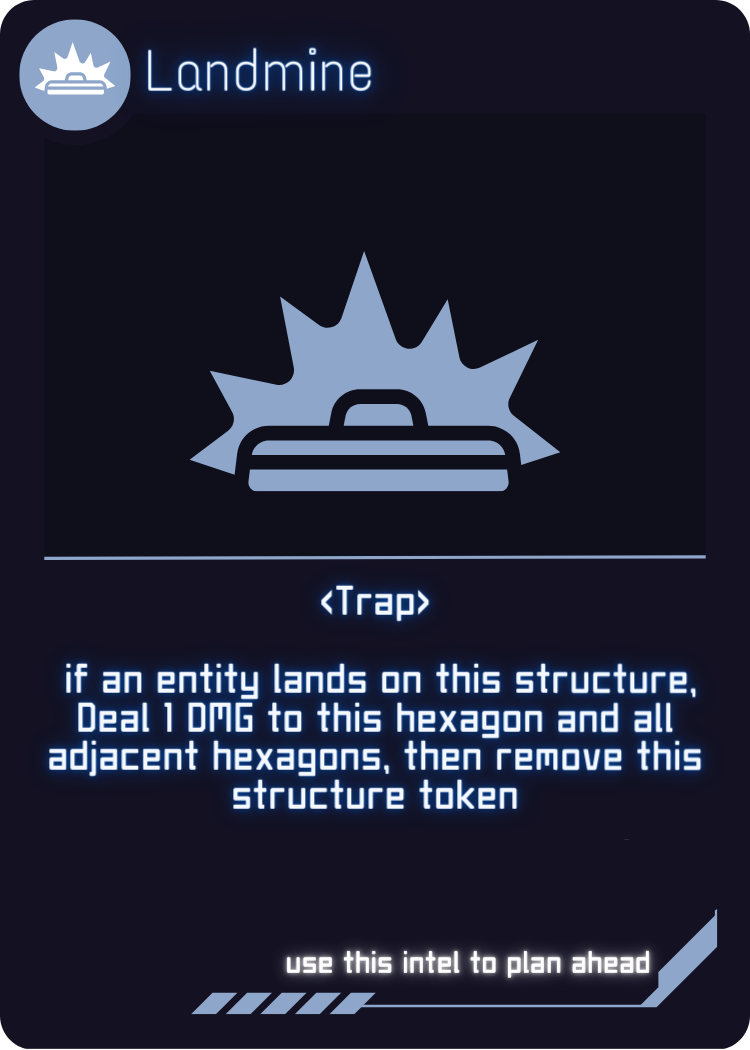 Landmine
<Trap>
if an entity lands on this structure,
Deal 1 DMG to this hexagon and all
adjacent hexagons, then remove this
structure token
use this intel to plan ahead